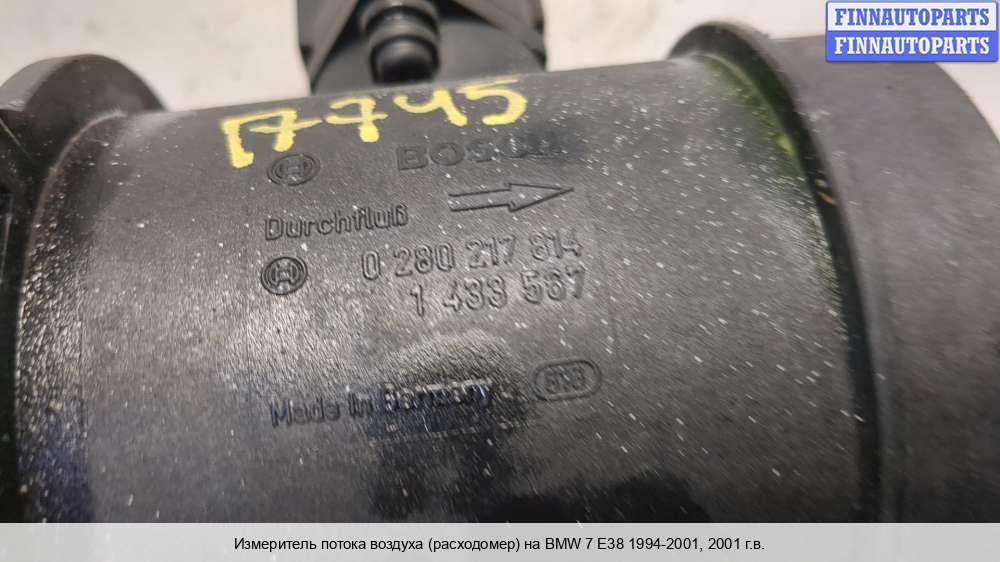 FINNAUTOPARTS
FINNAUTOPARTS
17745
BOSCH
Durchfluß
0 280 217 814
1 433 567
Made in Germany
Измеритель потока воздуха (расходомер) на BMW 7 E38 1994-2001, 2001 г.в.